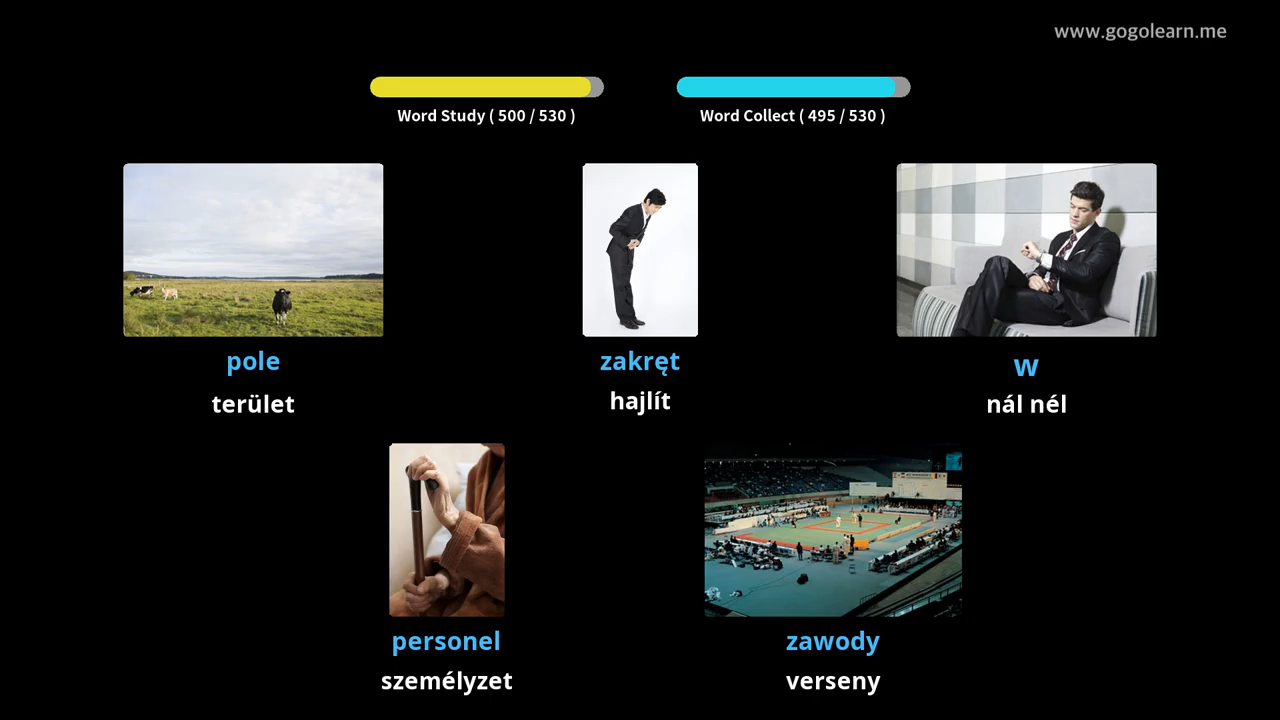 www.gogolearn.me
Word Study ( 500 / 530 )
Word Collect ( 495 / 530 )
pole
terület
zakręt
hajlít
w
nál nél
personel
személyzet
zawody
verseny